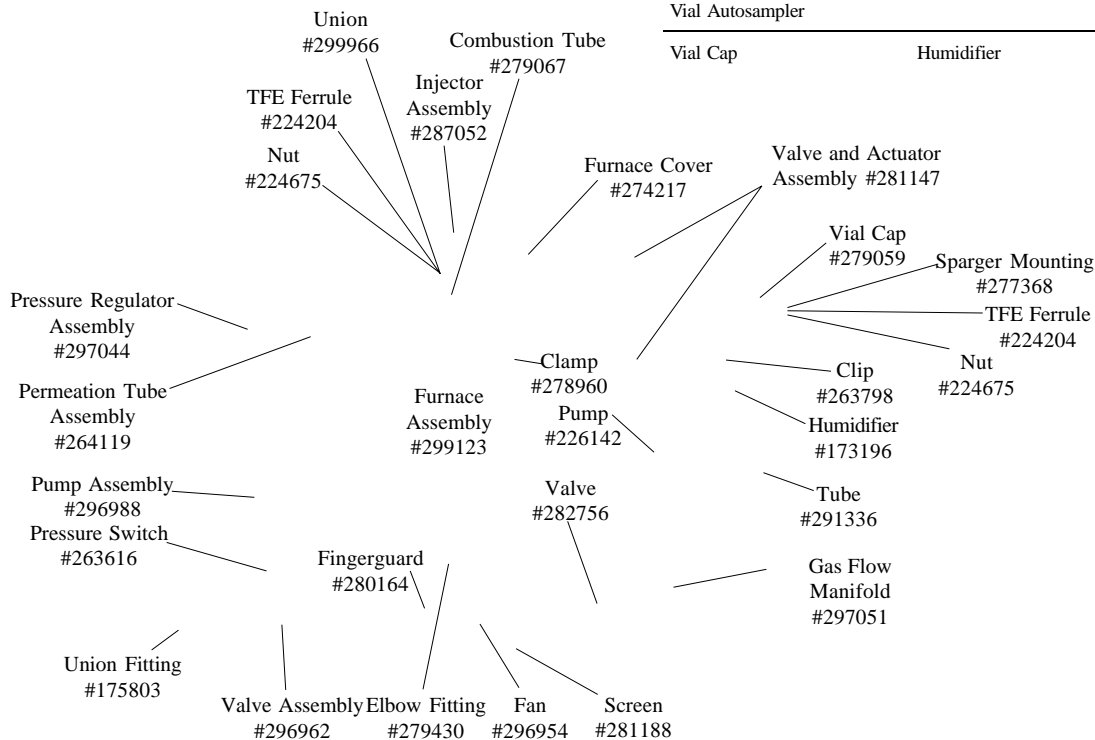 Vial Autosampler
Vial Cap
Humidifier
Union
#299966
Combustion Tube
#279067
Injector
Assembly
#287052
TFE Ferrule
#224204
Nut
#224675
Furnace Cover
#274217
Valve and Actuator
Assembly #281147
Vial Cap
#279059
Sparger Mounting
#277368
TFE Ferrule
#224204
Nut
#224675
Pressure Regulator
Assembly
#297044
Permeation Tube
Assembly
#264119
Clamp
#278960
Clip
#263798
Furnace
Assembly
#299123
Pump
#226142
Humidifier
#173196
Pump Assembly
#296988
Pressure Switch
#263616
Valve
#282756
Tube
#291336
Fingerguard
#280164
Gas Flow
Manifold
#297051
Union Fitting
#175803
Valve Assembly
#296962
Elbow Fitting
#279430
Fan
#296954
Screen
#281188